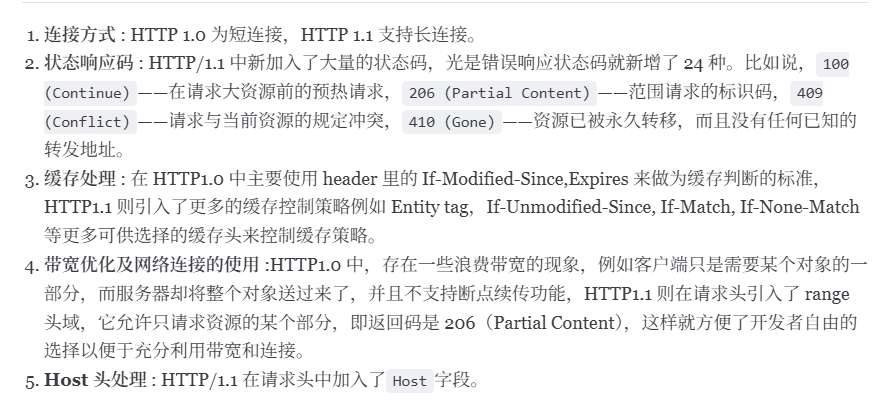 1. 连接方式 : HTTP 1.0 为短连接，HTTP 1.1 支持长连接。
2. 状态响应码 : HTTP/1.1 中新加入了大量的状态码，光是错误响应状态码就新增了 24 种。比如说，100
(Continue)——在请求大资源前的预热请求，206 (Partial Content)——范围请求的标识码，409
(Conflict)——请求与当前资源的规定冲突，410 (Gone)——资源已被永久转移，而且没有任何已知的
转发地址。
3. 缓存处理 : 在 HTTP1.0 中主要使用 header 里的 If-Modified-Since,Expires 来做为缓存判断的标准，
HTTP1.1 则引入了更多的缓存控制策略例如 Entity tag，If-Unmodified-Since, If-Match, If-None-Match
等更多可供选择的缓存头来控制缓存策略。
4. 带宽优化及网络连接的使用 :HTTP1.0 中，存在一些浪费带宽的现象，例如客户端只是需要某个对象的一
部分，而服务器却将整个对象送过来了，并且不支持断点续传功能，HTTP1.1 则在请求头引入了 range
头域，它允许只请求资源的某个部分，即返回码是 206（Partial Content），这样就方便了开发者自由的
选择以便于充分利用带宽和连接。
5. Host 头处理 : HTTP/1.1 在请求头中加入了 Host 字段。